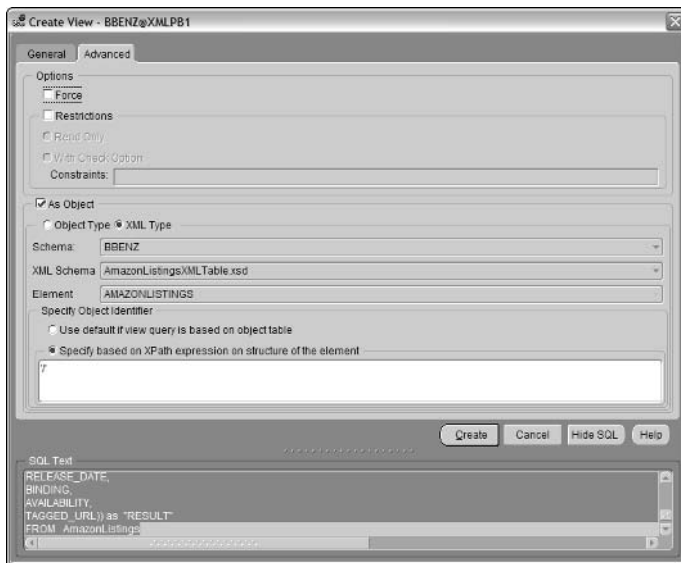 Create View - BBENZ@XMLPB1
General Advanced
Options
Force
Restrictions
Read Only
With Check Option
Constraints:
As Object
Object Type XML Type
Schema: BBENZ
XML Schema AmazonListingsXMLTable.xsd
Element AMAZONLISTINGS
Specify Object Identifier
Use default if view query is based on object table
Specify based on XPath expression on structure of the element
Create Cancel Hide SQL Help
SQL Text
RELEASE_DATE,
BINDING,
AVAILABILITY,
TAGGED_URL)) as "RESULT"
FROM AmazonListings